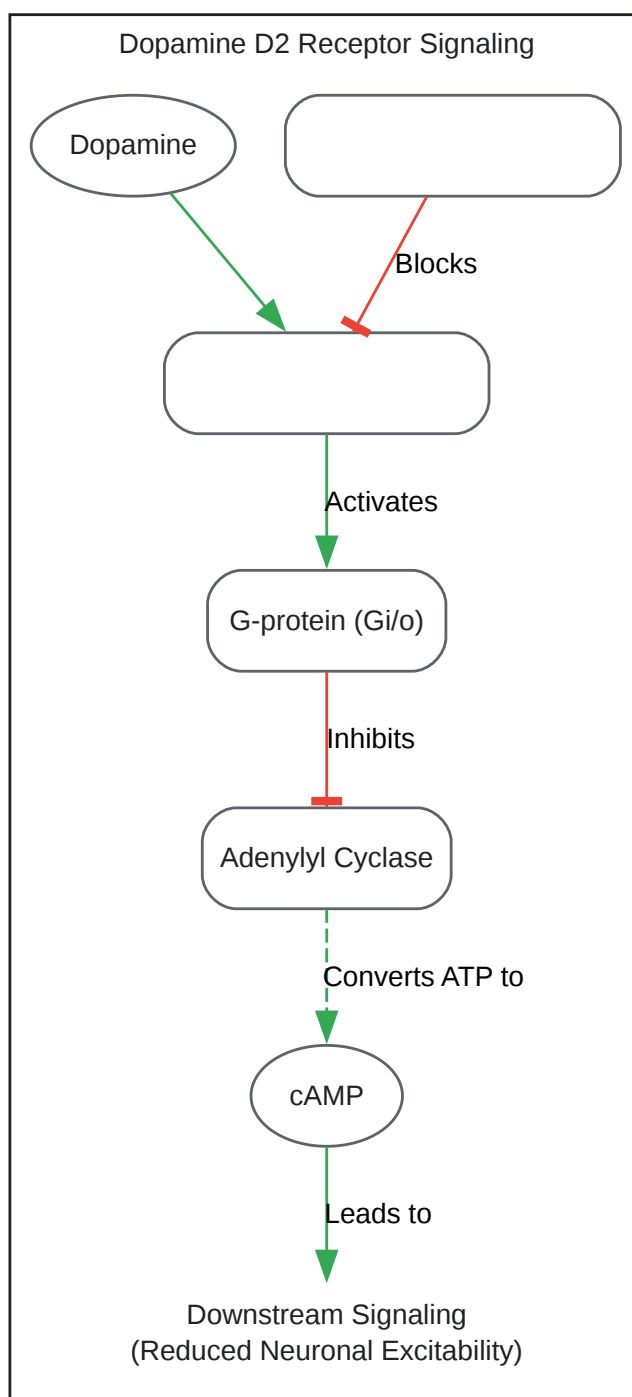 Dopamine D2 Receptor Signaling
Dopamine
Blocks
Activates
G-protein (Gi/o)
Inhibits
Adenylyl Cyclase
Converts ATP to
cAMP
Leads to
Downstream Signaling
(Reduced Neuronal Excitability)